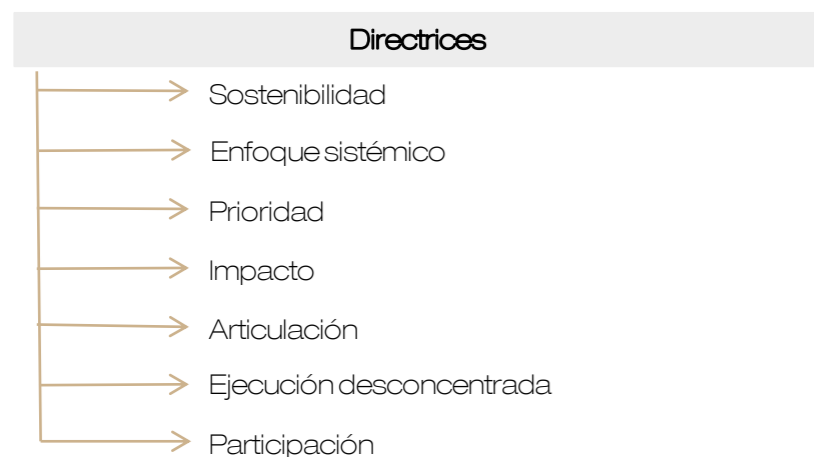 Directrices
Sostenibilidad
Enfoque sistémico
Prioridad
Impacto
Articulación
Ejecución desconcentrada
Participación